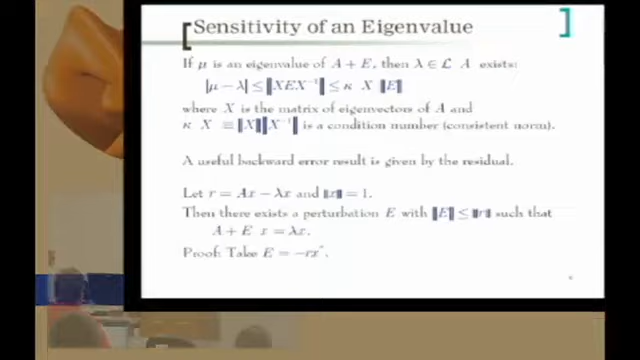 Sensitivity of an Eigenvalue
If μ is an eigenvalue of A + E, then λ ∈ ℒ A exists:
|μ − λ| ≤ ‖XEX⁻¹‖ ≤ κ X ‖E‖
where X is the matrix of eigenvectors of A and
κ X ≡ ‖X‖‖X⁻¹‖ is a condition number (consistent norm).
A useful backward error result is given by the residual.
Let r = Ax − λx and ‖x‖ = 1.
Then there exists a perturbation E with ‖E‖ ≤ ‖r‖ such that
A + E x = λx.
Proof: Take E = −rx*.